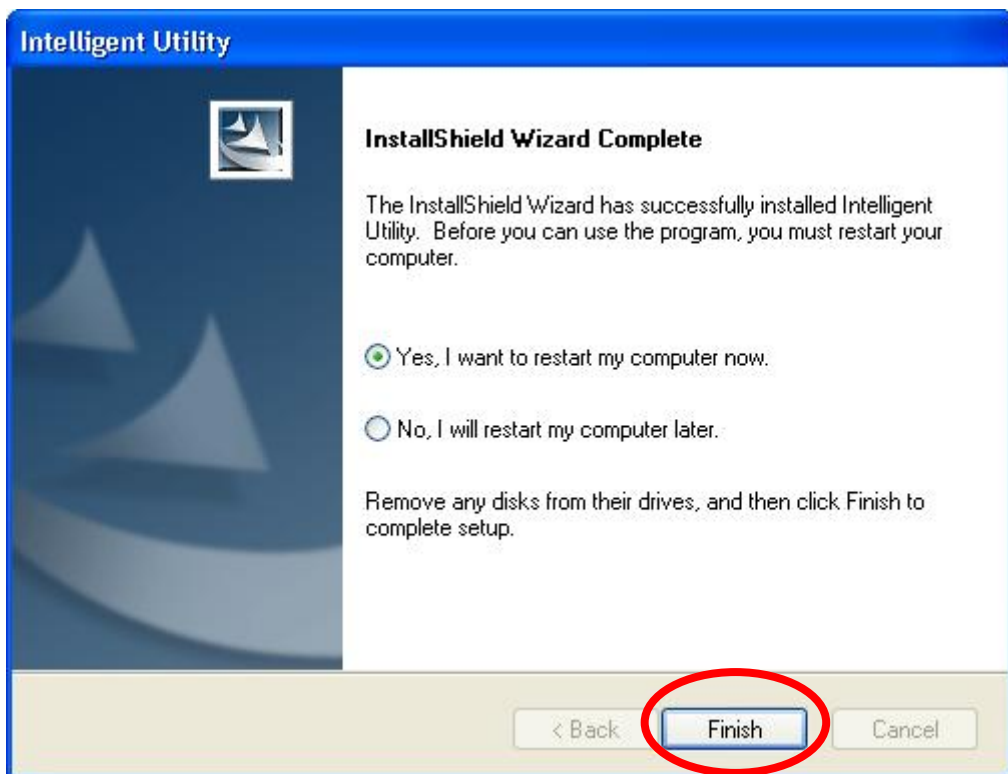 Intelligent Utility
InstallShield Wizard Complete
The InstallShield Wizard has successfully installed Intelligent
Utility.  Before you can use the program, you must restart your
computer.
Yes, I want to restart my computer now.
No, I will restart my computer later.
Remove any disks from their drives, and then click Finish to
complete setup.
< Back
Finish
Cancel